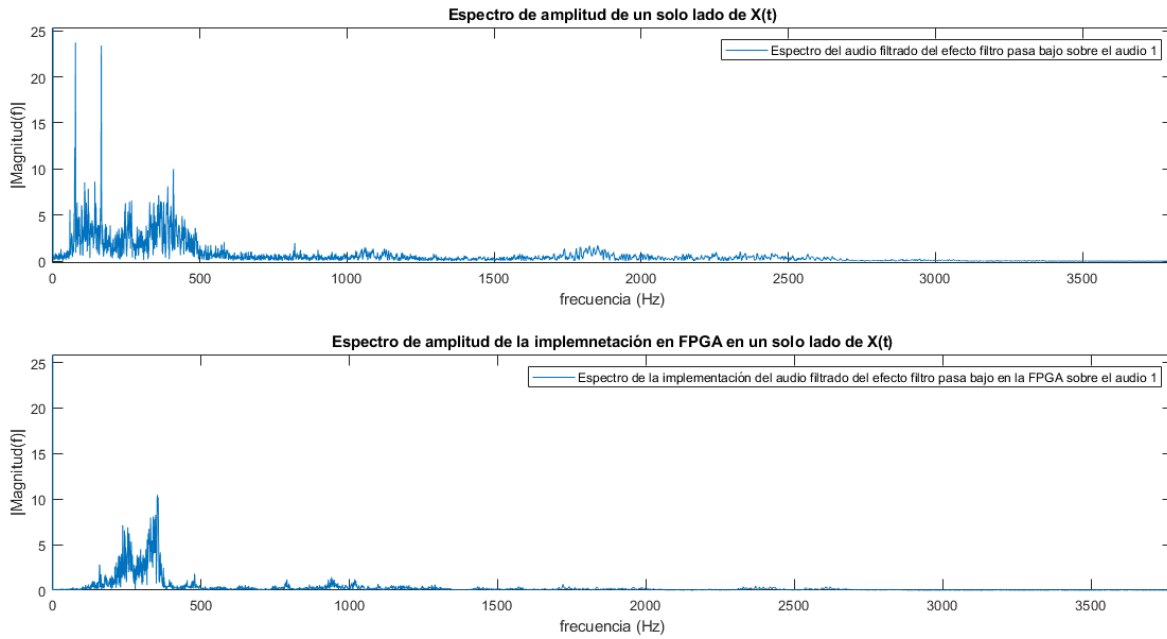 Espectro de amplitud de un solo lado de X(t)
Espectro del audio filtrado del efecto filtro pasa bajo sobre el audio 1
|Magnitud(f)|
25
20
15
10
5
0
0 500 1000 1500 2000 2500 3000 3500
frecuencia (Hz)
Espectro de amplitud de la implemnetación en FPGA en un solo lado de X(t)
Espectro de la implementación del audio filtrado del efecto filtro pasa bajo en la FPGA sobre el audio 1
|Magnitud(f)|
25
20
15
10
5
0
0 500 1000 1500 2000 2500 3000 3500
frecuencia (Hz)